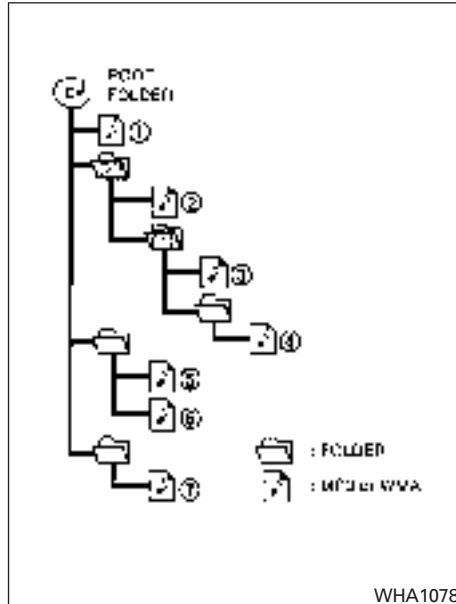 ROOT
FOLDER
①
②
③
④
⑤
⑥
⑦
: FOLDER
: MP3 or WMA
WHA1078